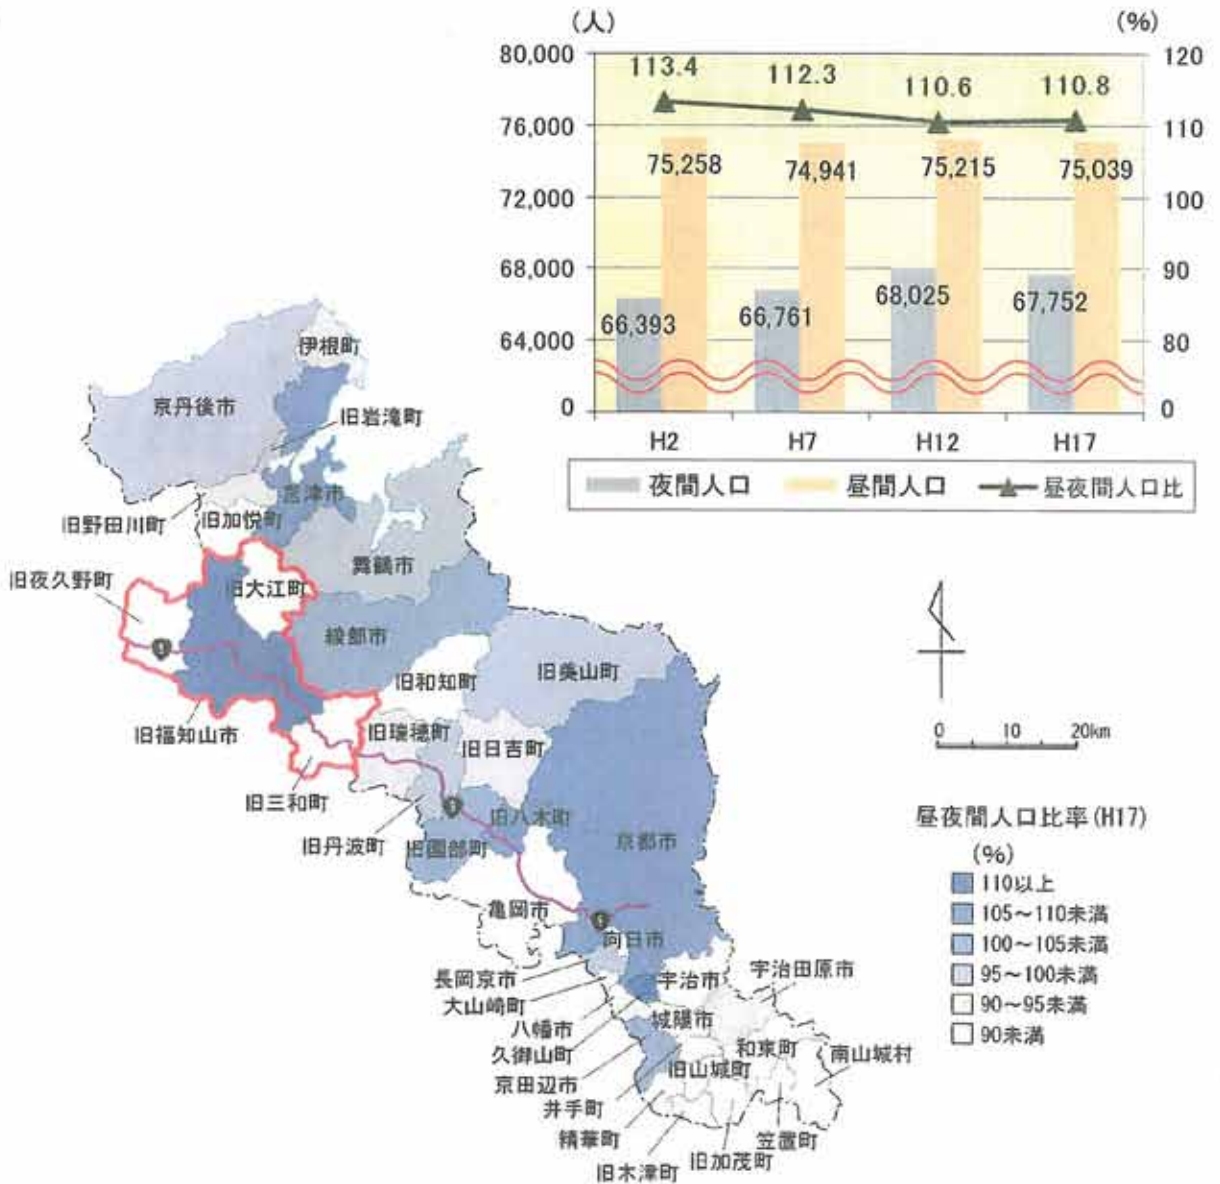 (人)
(%)
80,000
76,000
72,000
68,000
64,000
0
120
110
100
90
80
0
113.4
112.3
110.6
110.8
75,258
74,941
75,215
75,039
66,393
66,761
68,025
67,752
H2
H7
H12
H17
夜間人口
昼間人口
昼夜間人口比
伊根町
京丹後市
旧岩滝町
宮津市
旧野田川町
旧加悦町
舞鶴市
旧夜久野町
旧大江町
綾部市
旧和知町
旧美山町
旧福知山市
旧瑞穂町
旧日吉町
旧三和町
旧丹波町
旧園部町
旧八木町
京都市
亀岡市
向日市
長岡京市
大山崎町
八幡市
久御山町
京田辺市
井手町
精華町
旧木津町
旧加茂町
笠置町
南山城村
和束町
旧山城町
城陽市
宇治市
宇治田原市
0 10 20km
昼夜間人口比率(H17)
(%)
110以上
105～110未満
100～105未満
95～100未満
90～95未満
90未満